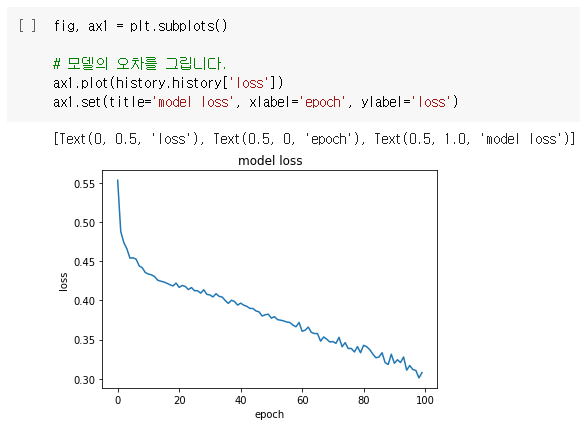 [ ] fig, ax1 = plt.subplots()
# 모델의 오차를 그립니다.
ax1.plot(history.history['loss'])
ax1.set(title='model loss', xlabel='epoch', ylabel='loss')
[Text(0, 0.5, 'loss'), Text(0.5, 0, 'epoch'), Text(0.5, 1.0, 'model loss')]
model loss
0.55
0.50
0.45
0.40
0.35
0.30
loss
0 20 40 60 80 100
epoch